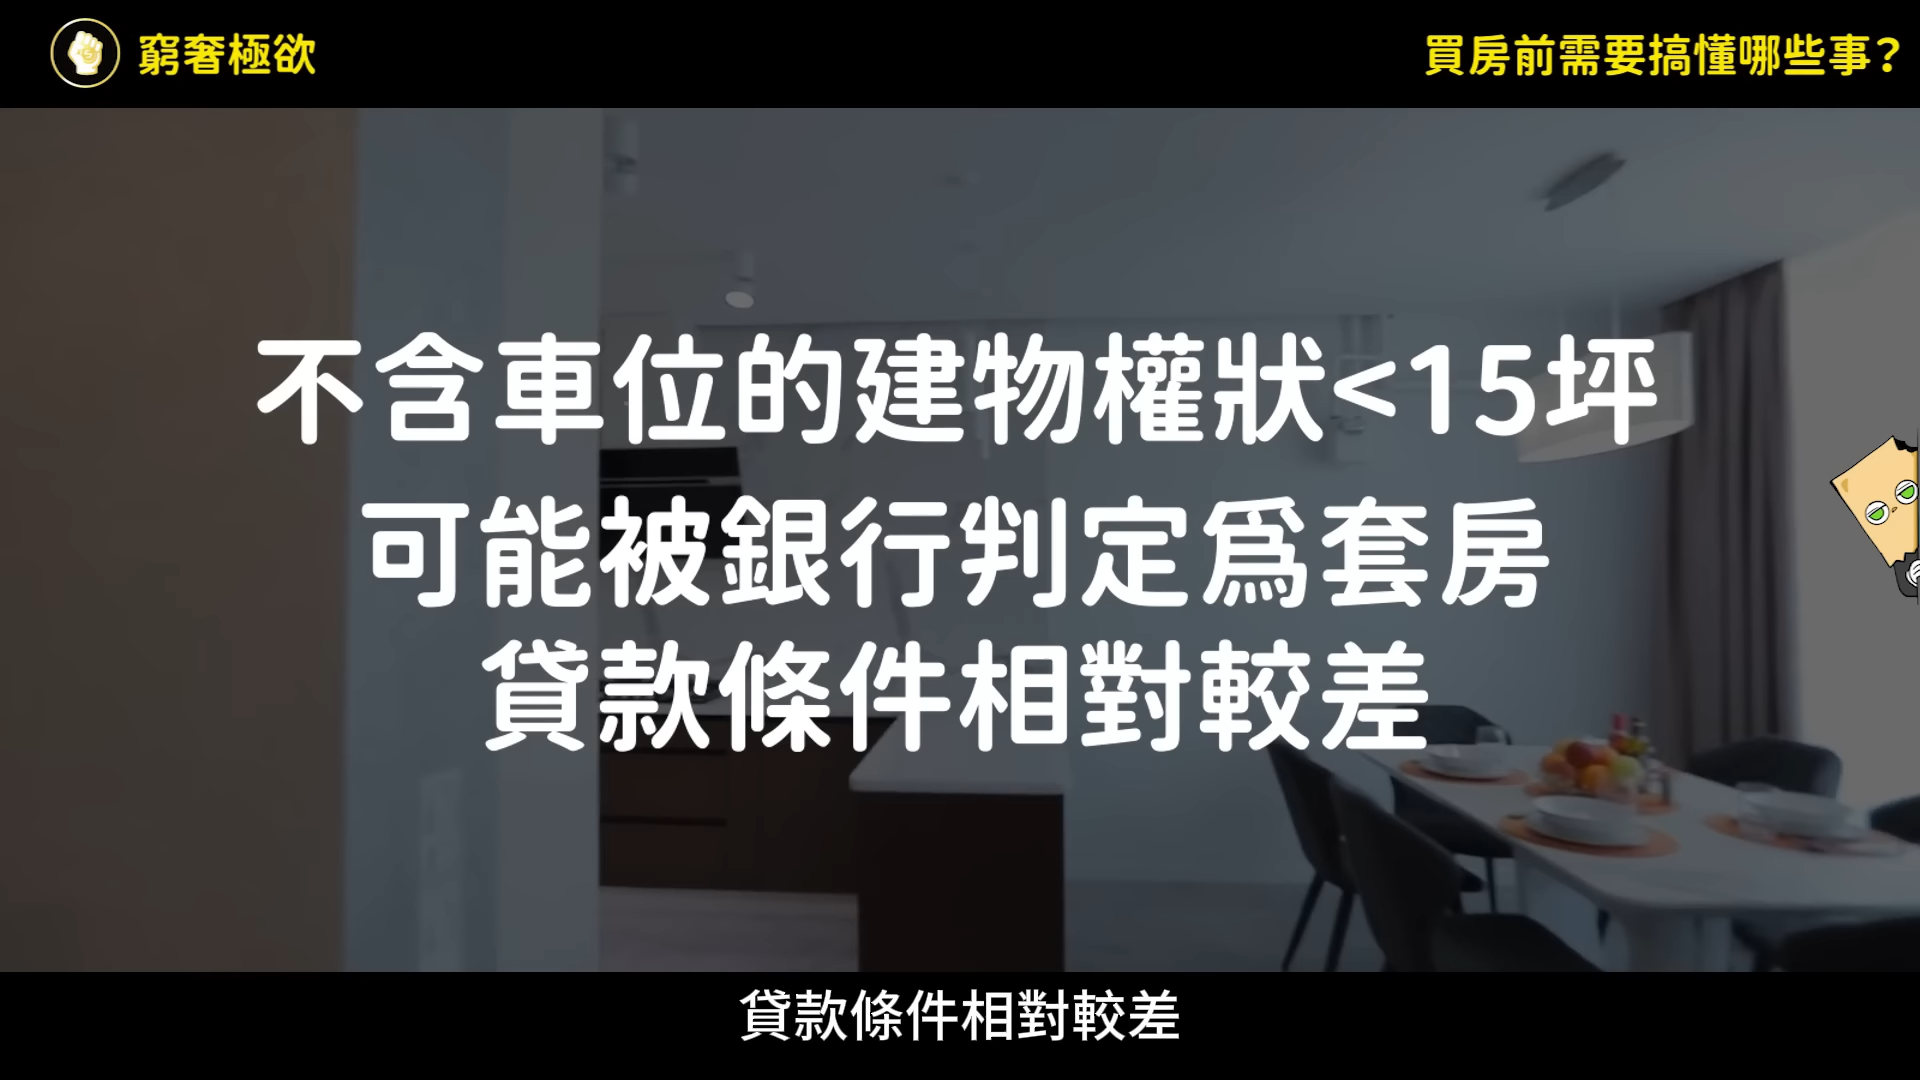 窮奢極欲
買房前需要搞懂哪些事？
不含車位的建物權狀<15坪
可能被銀行判定爲套房
貸款條件相對較差
貸款條件相對較差